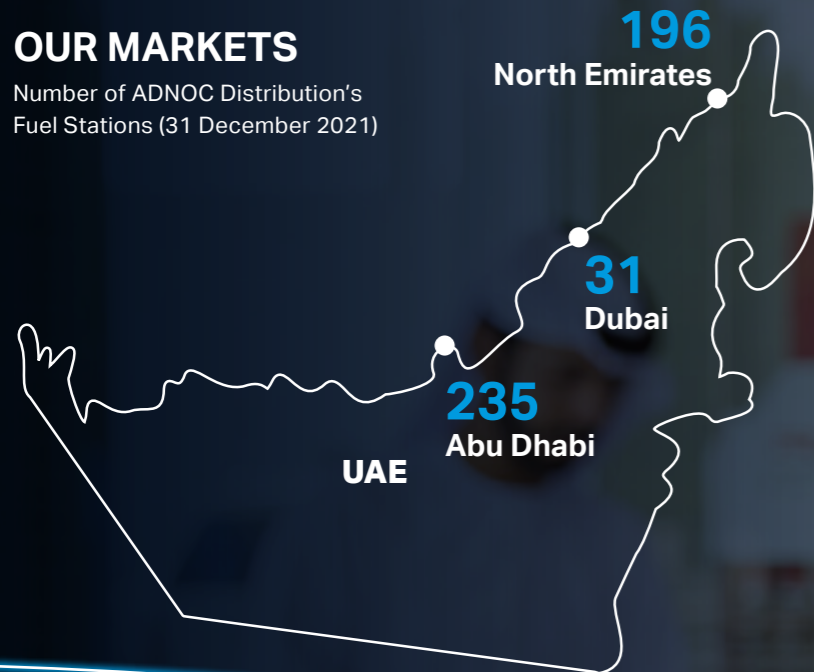 OUR MARKETS
Number of ADNOC Distribution's
Fuel Stations (31 December 2021)
196
North Emirates
31
Dubai
235
Abu Dhabi
UAE